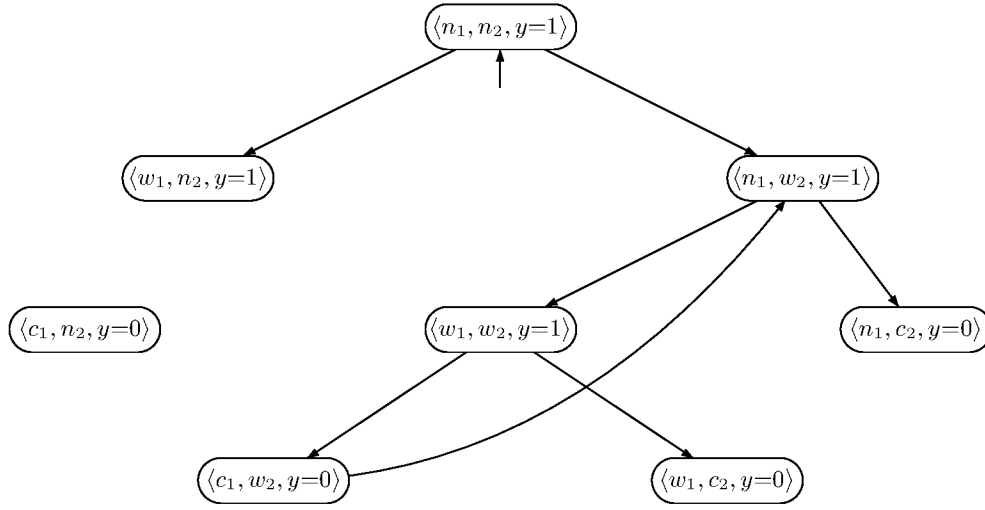 ⟨n₁, n₂, y=1⟩
⟨w₁, n₂, y=1⟩
⟨n₁, w₂, y=1⟩
⟨c₁, n₂, y=0⟩
⟨w₁, w₂, y=1⟩
⟨n₁, c₂, y=0⟩
⟨c₁, w₂, y=0⟩
⟨w₁, c₂, y=0⟩